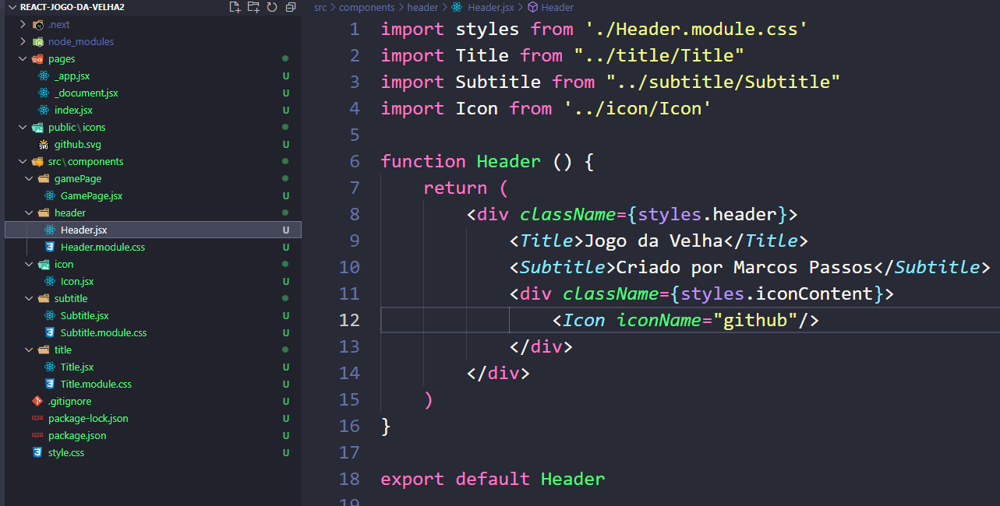 REACT-JOGO-DA-VELHA2
.next
node_modules
pages
_app.jsx U
_document.jsx U
index.jsx U
public\icons
github.svg U
src\components
gamePage
GamePage.jsx U
header
Header.jsx U
Header.module.css U
icon
Icon.jsx U
subtitle
Subtitle.jsx U
Subtitle.module.css U
title
Title.jsx U
Title.module.css U
.gitignore U
package-lock.json U
package.json U
style.css U
src > components > header > Header.jsx > Header
1 import styles from './Header.module.css'
2 import Title from "../title/Title"
3 import Subtitle from "../subtitle/Subtitle"
4 import Icon from '../icon/Icon'
5
6 function Header () {
7 return (
8 <div className={styles.header}>
9 <Title>Jogo da Velha</Title>
10 <Subtitle>Criado por Marcos Passos</Subtitle>
11 <div className={styles.iconContent}>
12 <Icon iconName="github"/>
13 </div>
14 </div>
15 )
16 }
17
18 export default Header
19